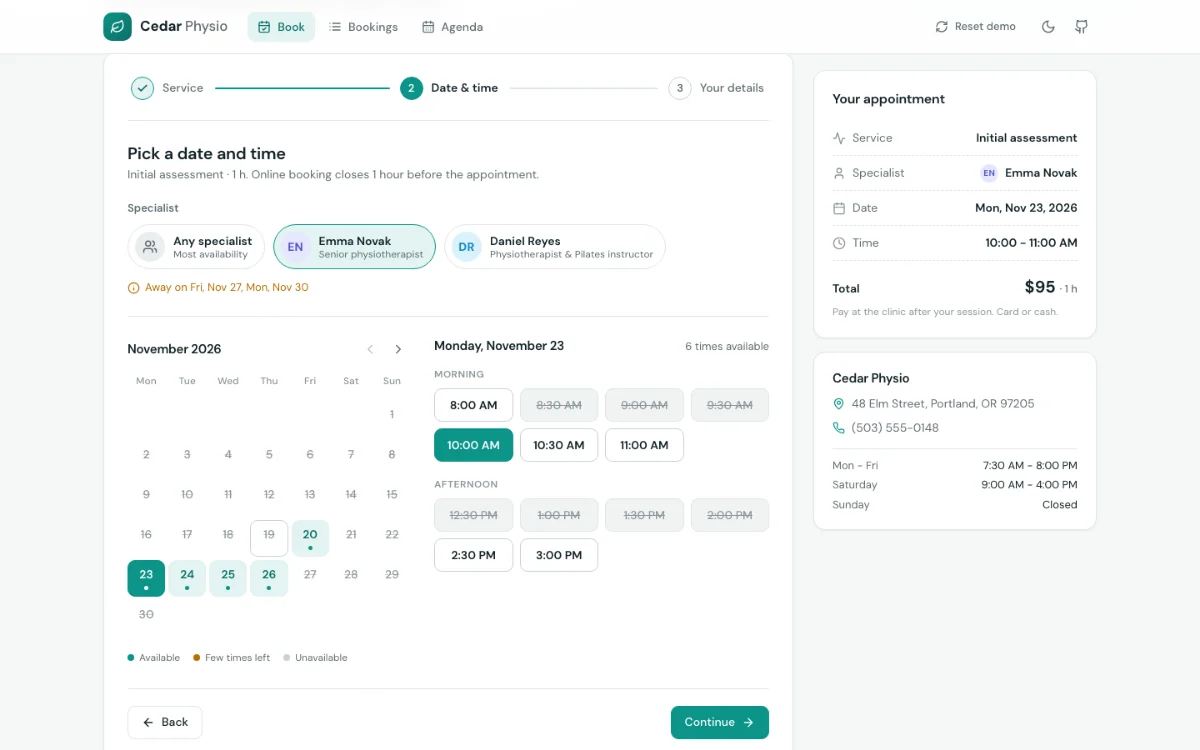 Cedar Physio
Book
Bookings
Agenda
Reset demo
Service
2
Date & time
3
Your details
Pick a date and time
Initial assessment · 1 h. Online booking closes 1 hour before the appointment.
Specialist
Any specialist
Most availability
EN
Emma Novak
Senior physiotherapist
DR
Daniel Reyes
Physiotherapist & Pilates instructor
Away on Fri, Nov 27, Mon, Nov 30
November 2026
Mon Tue Wed Thu Fri Sat Sun
1
2 3 4 5 6 7 8
9 10 11 12 13 14 15
16 17 18 19 20 21 22
23 24 25 26 27 28 29
30
Available
Few times left
Unavailable
Monday, November 23
6 times available
MORNING
8:00 AM 8:30 AM 9:00 AM 9:30 AM
10:00 AM 10:30 AM 11:00 AM
AFTERNOON
12:30 PM 1:00 PM 1:30 PM 2:00 PM
2:30 PM 3:00 PM
Back
Continue
Your appointment
Service Initial assessment
Specialist EN Emma Novak
Date Mon, Nov 23, 2026
Time 10:00 – 11:00 AM
Total $95 · 1 h
Pay at the clinic after your session. Card or cash.
Cedar Physio
48 Elm Street, Portland, OR 97205
(503) 555-0148
Mon – Fri 7:30 AM – 8:00 PM
Saturday 9:00 AM – 4:00 PM
Sunday Closed